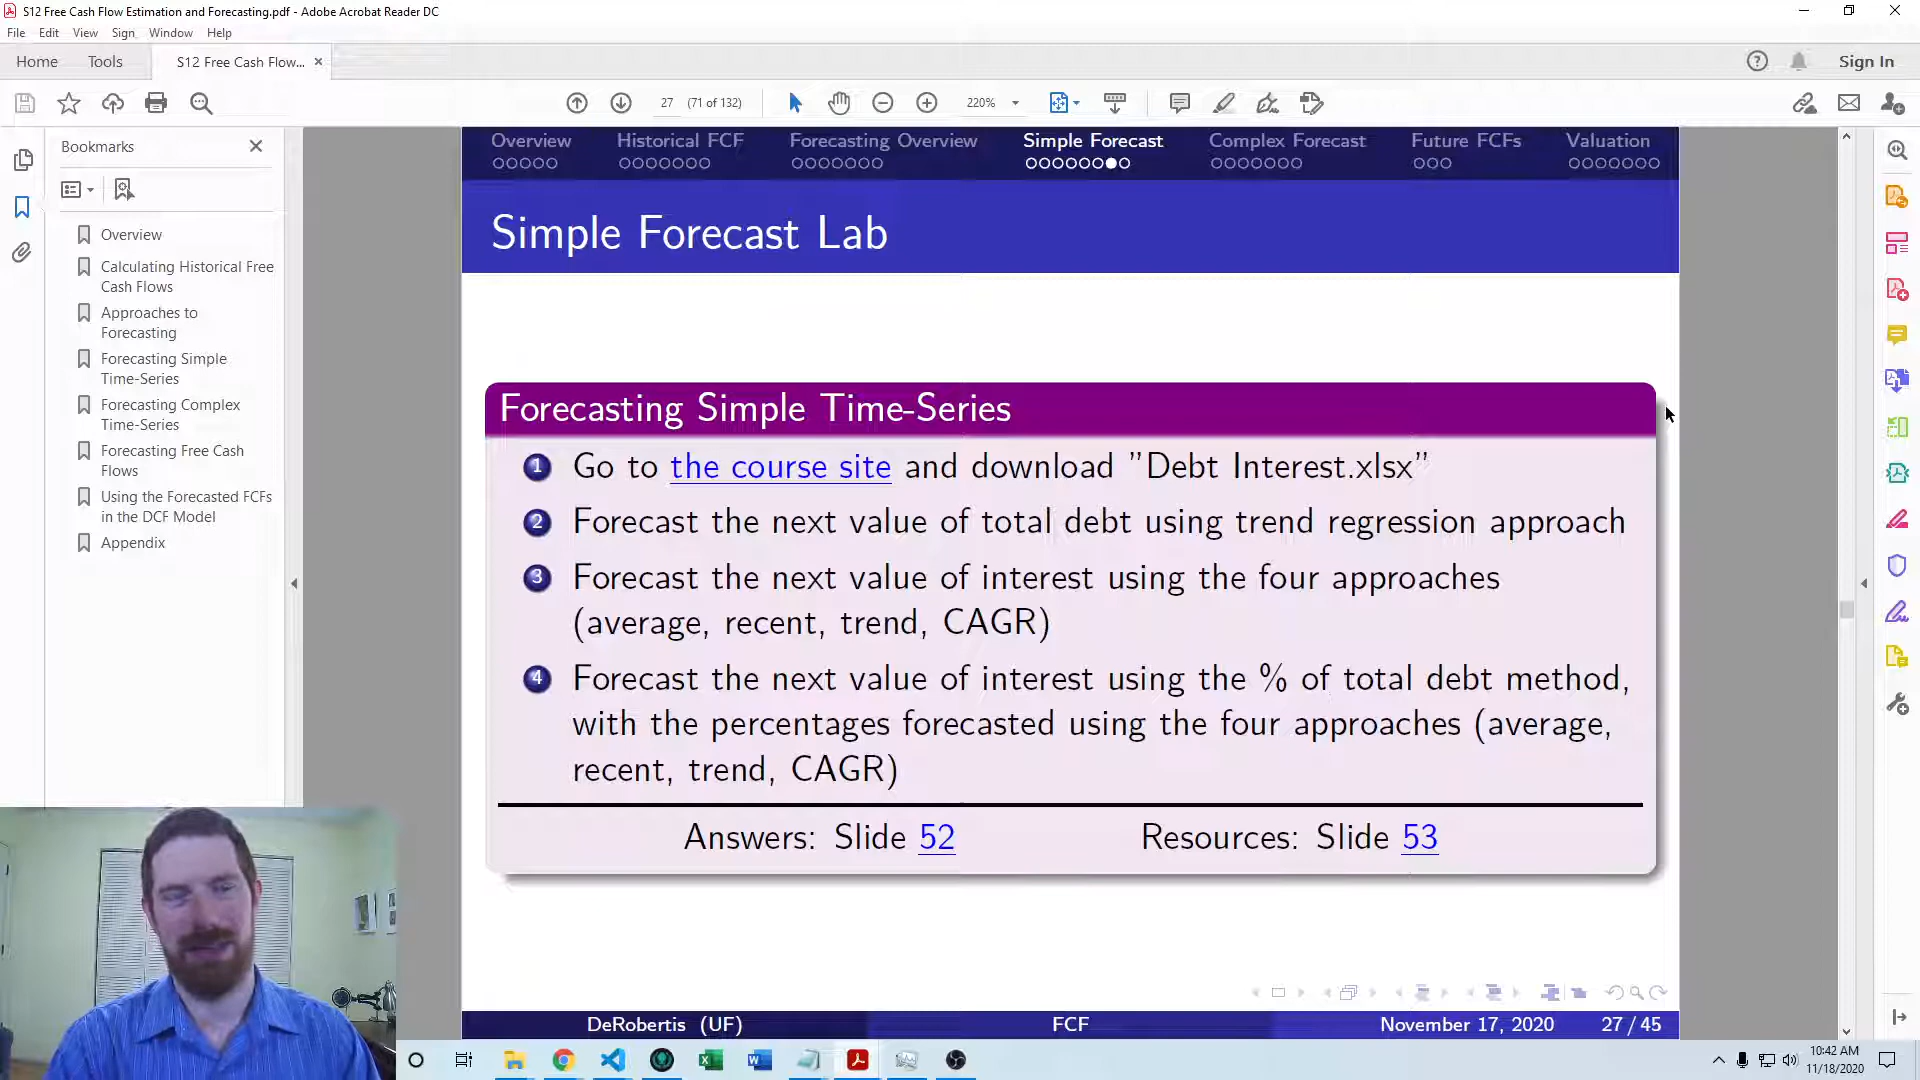 S12 Free Cash Flow Estimation and Forecasting.pdf - Adobe Acrobat Reader DC
File Edit View Sign Window Help
Home Tools S12 Free Cash Flow... × Sign In
27 (71 of 132) 220%
Bookmarks
Overview
Calculating Historical Free
Cash Flows
Approaches to
Forecasting
Forecasting Simple
Time-Series
Forecasting Complex
Time-Series
Forecasting Free Cash
Flows
Using the Forecasted FCFs
in the DCF Model
Appendix
Overview Historical FCF Forecasting Overview Simple Forecast Complex Forecast Future FCFs Valuation
Simple Forecast Lab
Forecasting Simple Time-Series
1 Go to the course site and download ”Debt Interest.xlsx”
2 Forecast the next value of total debt using trend regression approach
3 Forecast the next value of interest using the four approaches
(average, recent, trend, CAGR)
4 Forecast the next value of interest using the % of total debt method,
with the percentages forecasted using the four approaches (average,
recent, trend, CAGR)
Answers: Slide 52 Resources: Slide 53
DeRobertis (UF) FCF November 17, 2020 27 / 45
10:42 AM
11/18/2020